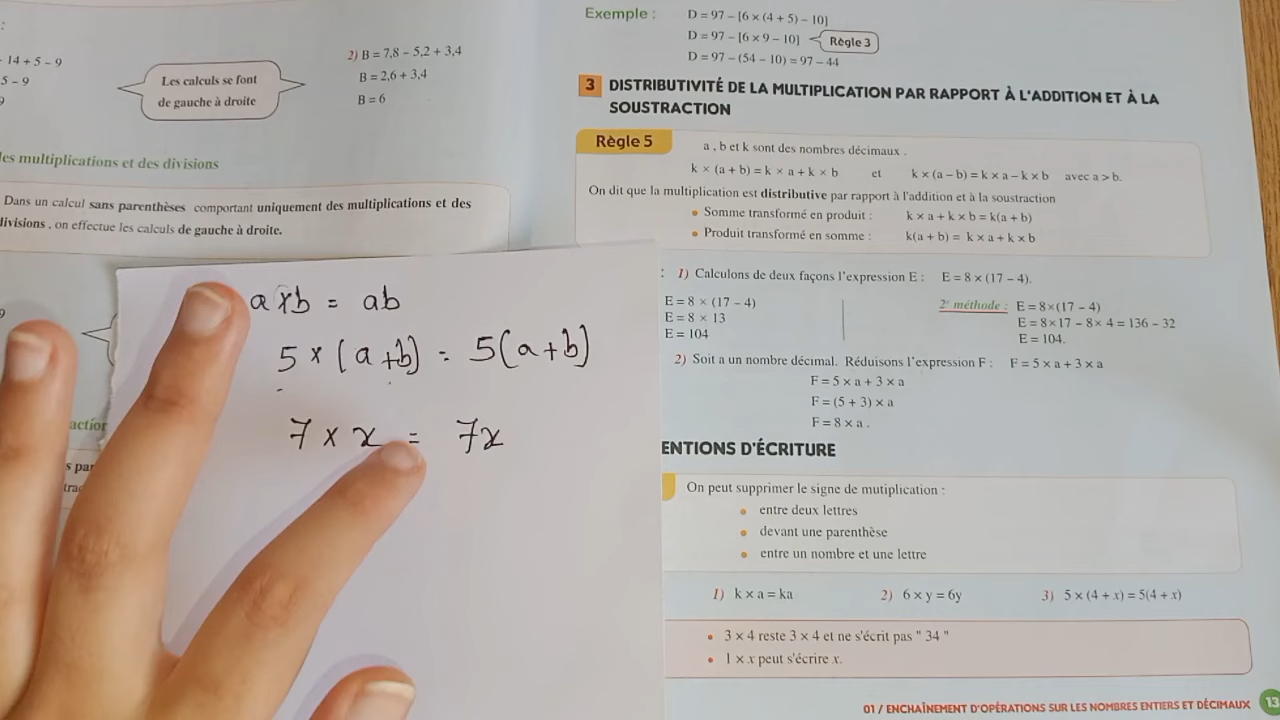 :
- 14 + 5 - 9
5 - 9
9
Les calculs se font
de gauche à droite
2) B = 7,8 - 5,2 + 3,4
B = 2,6 + 3,4
B = 6
les multiplications et des divisions
Dans un calcul sans parenthèses comportant uniquement des multiplications et des
divisions, on effectue les calculs de gauche à droite.
9
action
s par
trac
a × b = ab
5 × (a+b) = 5(a+b)
7 × x = 7x
Exemple : D = 97 – [6 × (4 + 5) – 10]
D = 97 – [6 × 9 – 10] Règle 3
D = 97 – (54 – 10) = 97 – 44
3 DISTRIBUTIVITÉ DE LA MULTIPLICATION PAR RAPPORT À L'ADDITION ET À LA
SOUSTRACTION
Règle 5
a , b et k sont des nombres décimaux .
k × (a + b) = k × a + k × b et k × (a – b) = k × a – k × b avec a > b.
On dit que la multiplication est distributive par rapport à l'addition et à la soustraction
• Somme transformé en produit : k × a + k × b = k(a + b)
• Produit transformé en somme : k(a + b) = k × a + k × b
: 1) Calculons de deux façons l'expression E : E = 8 × (17 – 4).
E = 8 × (17 – 4)
E = 8 × 13
E = 104
2e méthode : E = 8×(17 – 4)
E = 8×17 – 8× 4 = 136 – 32
E = 104.
2) Soit a un nombre décimal. Réduisons l'expression F : F = 5 × a + 3 × a
F = 5 × a + 3 × a
F = (5 + 3) × a
F = 8 × a .
ENTIONS D'ÉCRITURE
On peut supprimer le signe de mutiplication :
• entre deux lettres
• devant une parenthèse
• entre un nombre et une lettre
1) k × a = ka 2) 6 × y = 6y 3) 5 × (4 + x) = 5(4 + x)
• 3 × 4 reste 3 × 4 et ne s'écrit pas " 34 "
• 1 × x peut s'écrire x.
01 / ENCHAÎNEMENT D'OPÉRATIONS SUR LES NOMBRES ENTIERS ET DÉCIMAUX 13